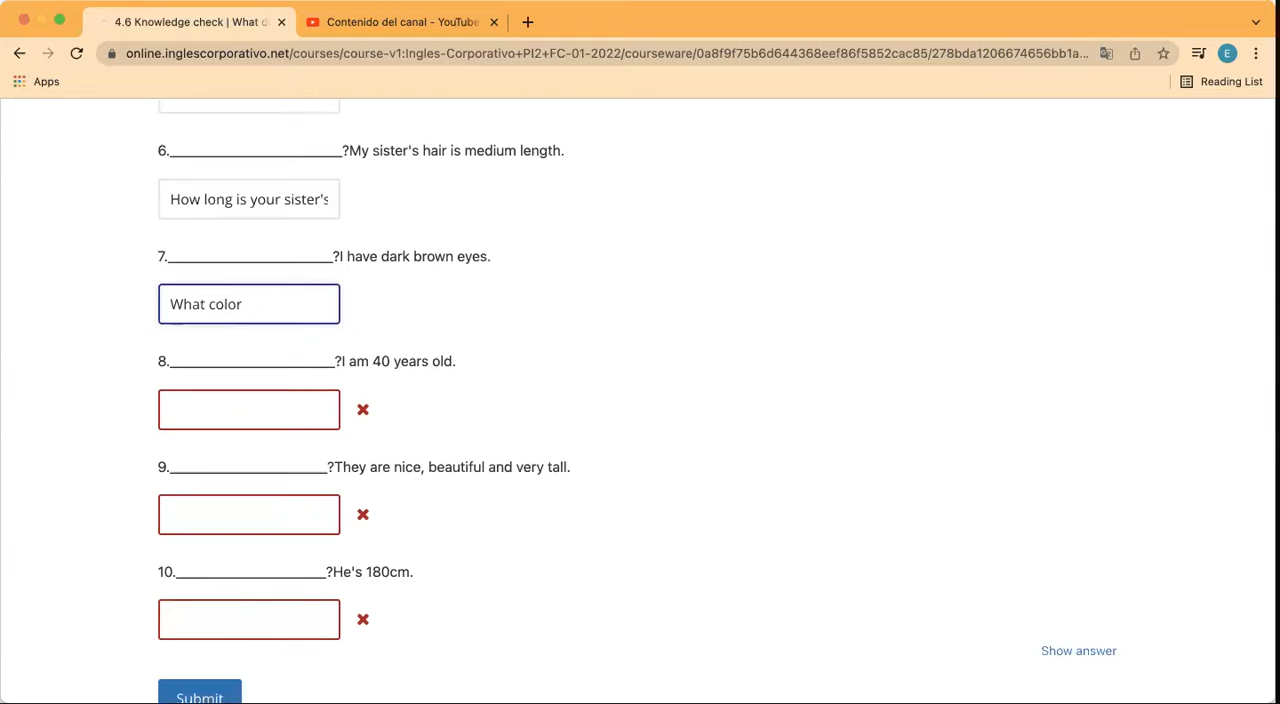 4.6 Knowledge check | What d
Contenido del canal - YouTube
online.inglescorporativo.net/courses/course-v1:Ingles-Corporativo+PI2+FC-01-2022/courseware/0a8f9f75b6d644368eef86f5852cac85/278bda1206674656bb1a...
E
Apps
Reading List
6.______________________?My sister's hair is medium length.
How long is your sister's
7._____________________?I have dark brown eyes.
What color
8._____________________?I am 40 years old.
9.____________________?They are nice, beautiful and very tall.
10.___________________?He's 180cm.
Show answer
Submit